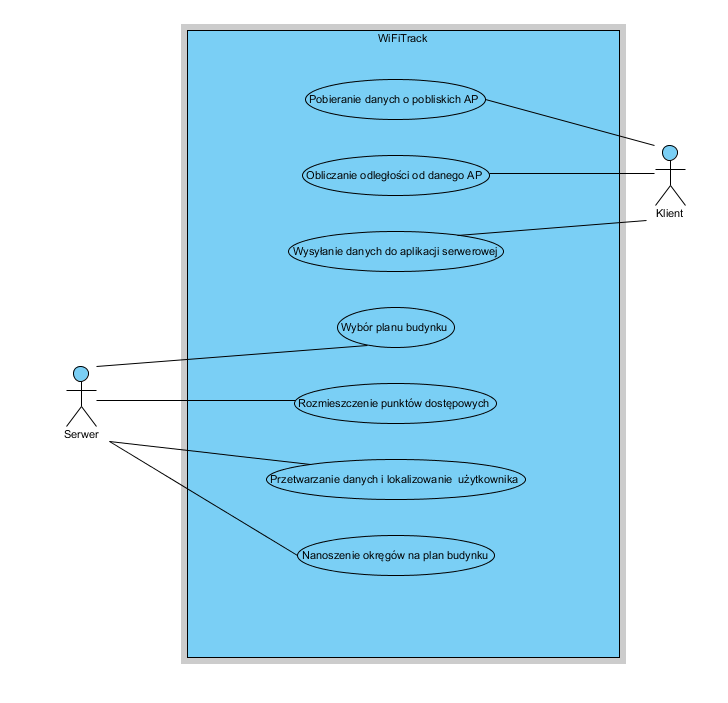 WiFiTrack
Pobieranie danych o pobliskich AP
Obliczanie odległości od danego AP
Klient
Wysyłanie danych do aplikacji serwerowej
Wybór planu budynku
Rozmieszczenie punktów dostępowych
Serwer
Przetwarzanie danych i lokalizowanie użytkownika
Nanoszenie okręgów na plan budynku